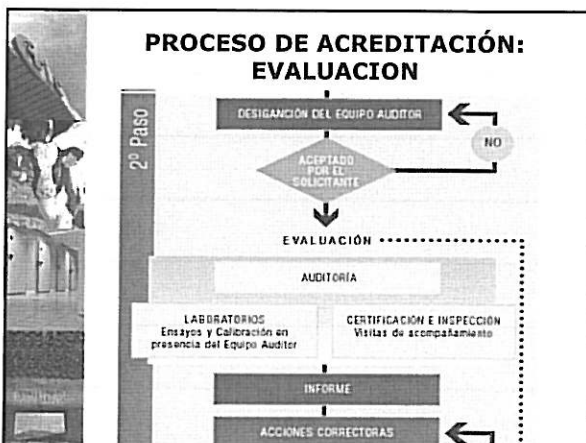 PROCESO DE ACREDITACIÓN:
EVALUACION
2º Paso
DESIGANCIÓN DEL EQUIPO AUDITOR
NO
ACEPTADO
POR EL
SOLICITANTE
EVALUACIÓN
AUDITORÍA
LABORATORIOS
Ensayos y Calibración en
presencia del Equipo Auditor
CERTIFICACIÓN E INSPECCIÓN
Visitas de acompañamiento
INFORME
ACCIONES CORRECTORAS